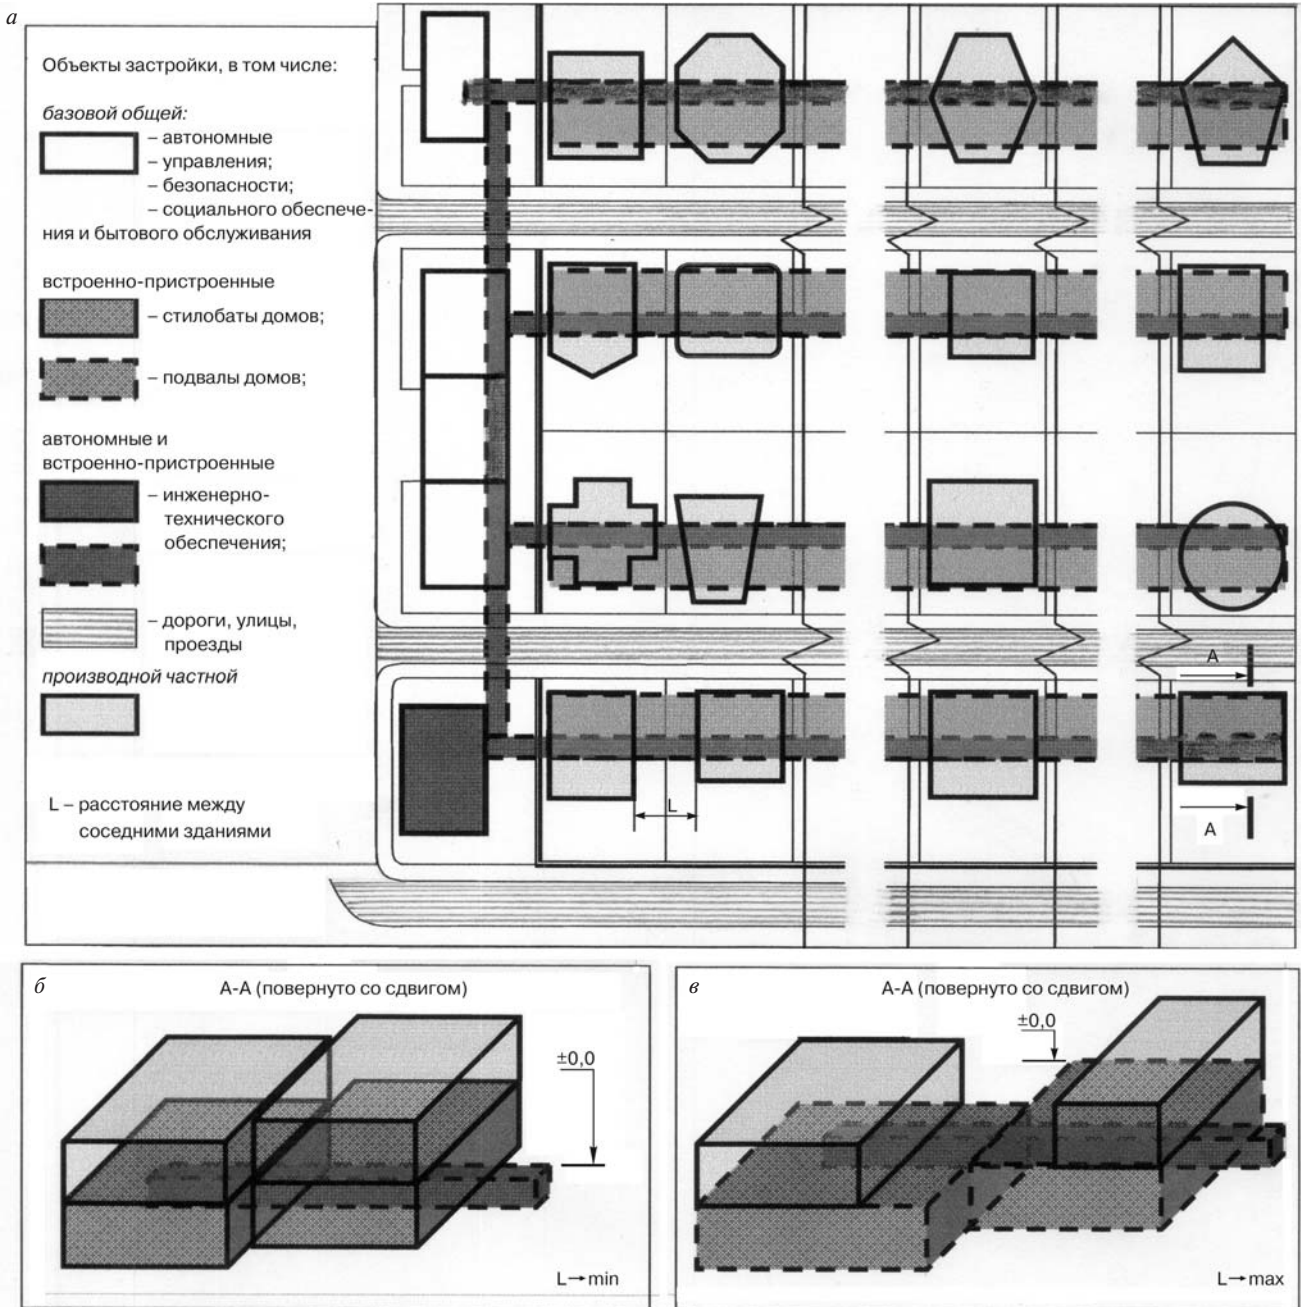 а
Объекты застройки, в том числе:
базовой общей:
– автономные
– управления;
– безопасности;
– социального обеспече-
ния и бытового обслуживания
встроенно-пристроенные
– стилобаты домов;
– подвалы домов;
автономные и
встроенно-пристроенные
– инженерно-
технического
обеспечения;
– дороги, улицы,
проезды
производной частной
L – расстояние между
соседними зданиями
L
А
А
б
А-А (повернуто со сдвигом)
±0,0
L→min
в
А-А (повернуто со сдвигом)
±0,0
L→max